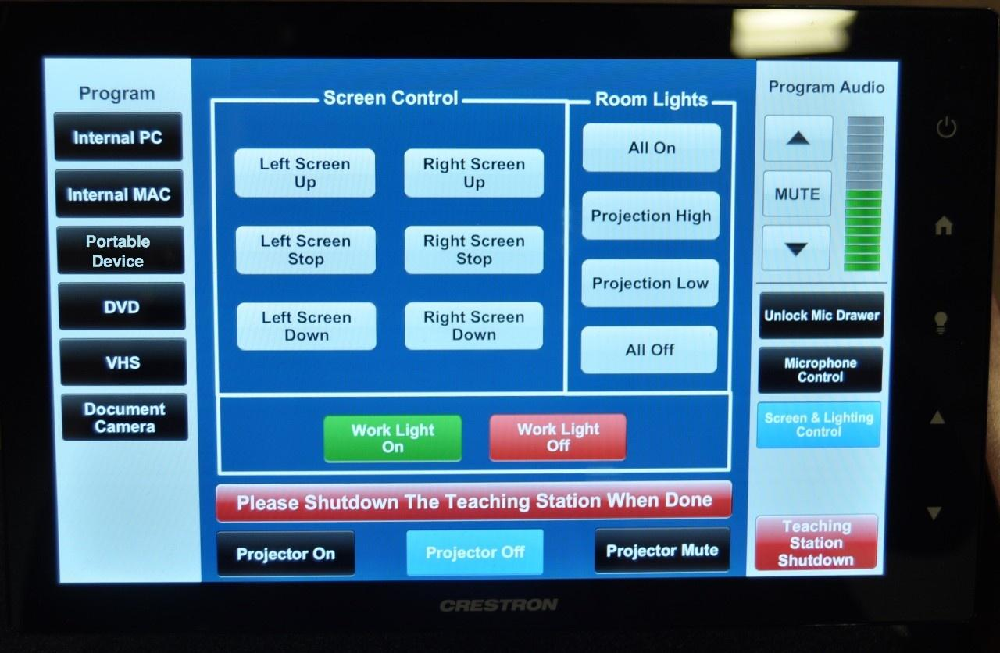 Program
Internal PC
Internal MAC
Portable
Device
DVD
VHS
Document
Camera
Screen Control
Left Screen
Up
Right Screen
Up
Left Screen
Stop
Right Screen
Stop
Left Screen
Down
Right Screen
Down
Room Lights
All On
Projection High
Projection Low
All Off
Work Light
On
Work Light
Off
Please Shutdown The Teaching Station When Done
Projector On
Projector Off
Projector Mute
Program Audio
MUTE
Unlock Mic Drawer
Microphone
Control
Screen & Lighting
Control
Teaching
Station
Shutdown
CRESTRON